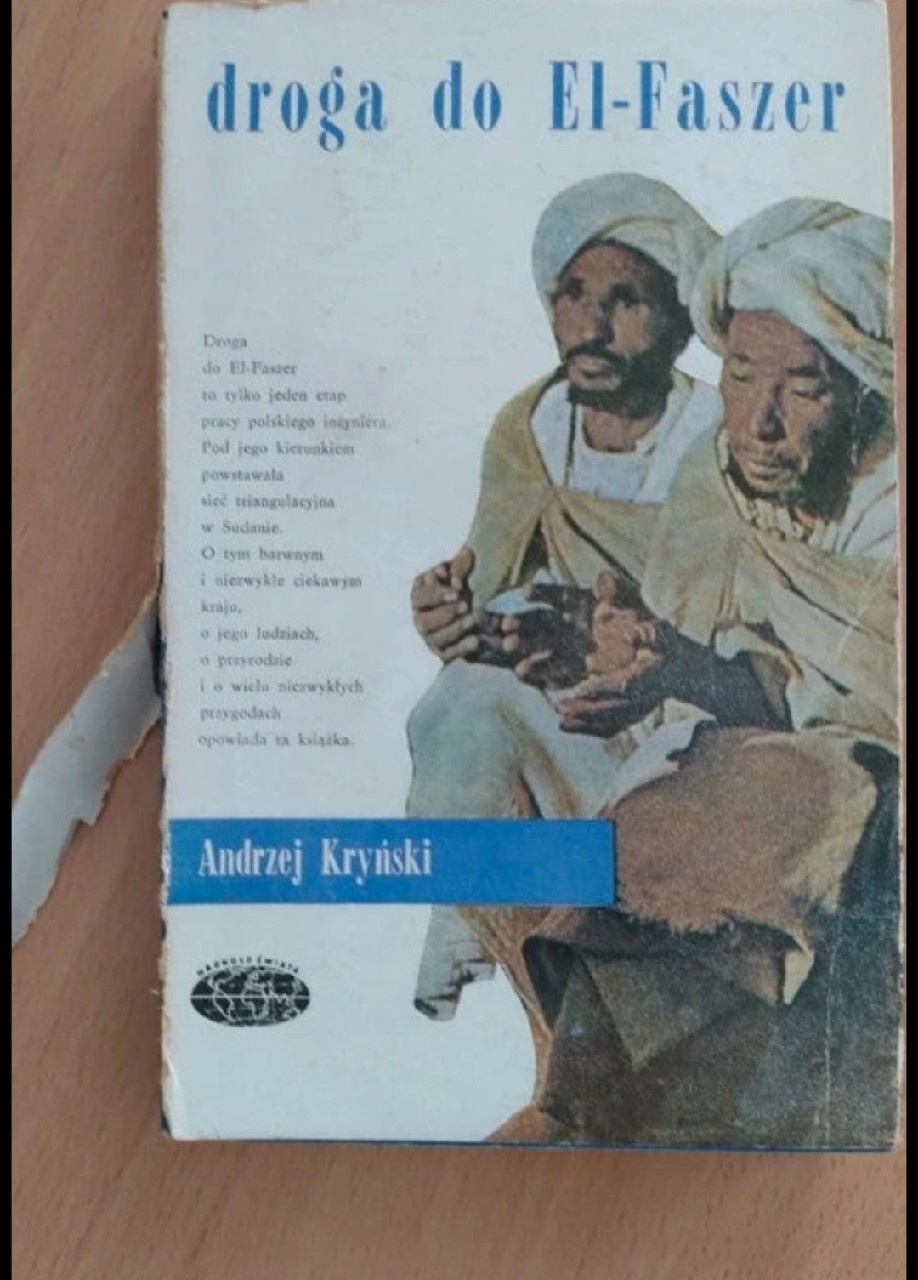 droga do El-Faszer
Droga
do El-Faszer
to tylko jeden etap
pracy polskiego inżyniera.
Pod jego kierunkiem
powstawała
sieć triangulacyjna
w Sudanie.
O tym barwnym
i niezwykle ciekawym
kraju,
o jego ludziach,
o przyrodzie
i o wielu niezwykłych
przygodach
opowiada ta książka.
Andrzej Kryński
NAOKOŁO ŚWIATA